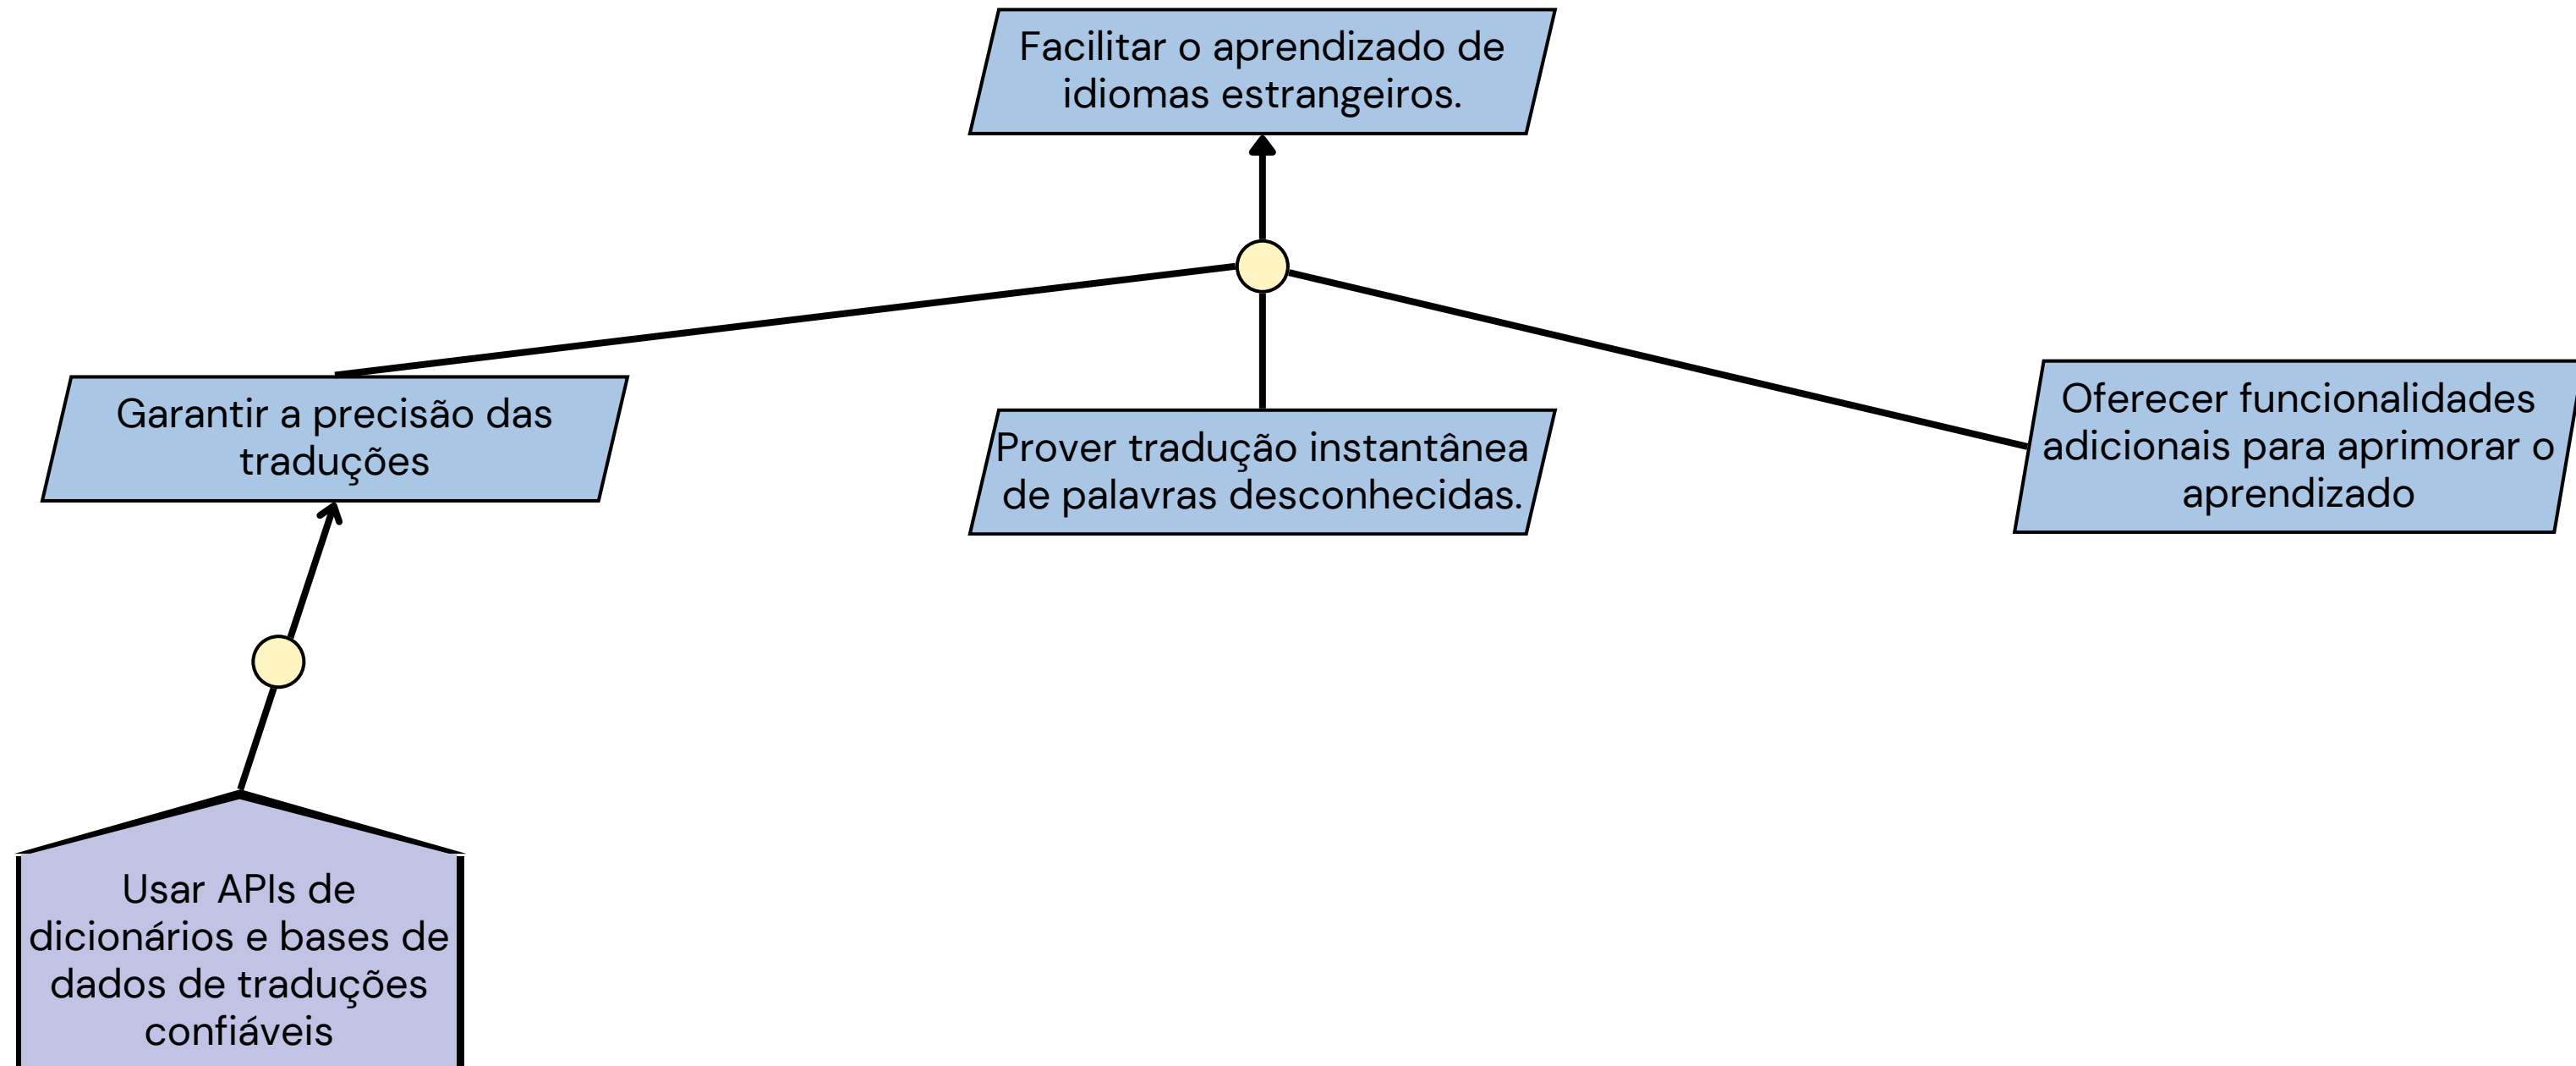 Facilitar o aprendizado de
idiomas estrangeiros.
Garantir a precisão das
traduções
Prover tradução instantânea
de palavras desconhecidas.
Oferecer funcionalidades
adicionais para aprimorar o
aprendizado
Usar APIs de
dicionários e bases de
dados de traduções
confiáveis